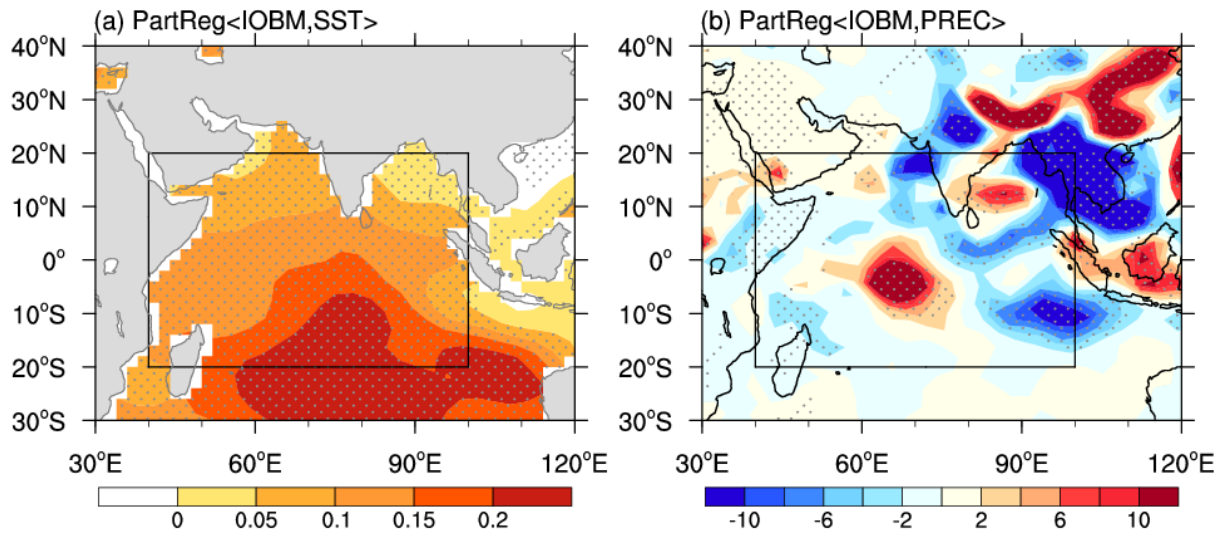 (a) PartReg<IOBM,SST>
40°N
30°N
20°N
10°N
0°
10°S
20°S
30°S
30°E 60°E 90°E 120°E
0 0.05 0.1 0.15 0.2
(b) PartReg<IOBM,PREC>
40°N
30°N
20°N
10°N
0°
10°S
20°S
30°S
30°E 60°E 90°E 120°E
-10 -6 -2 2 6 10